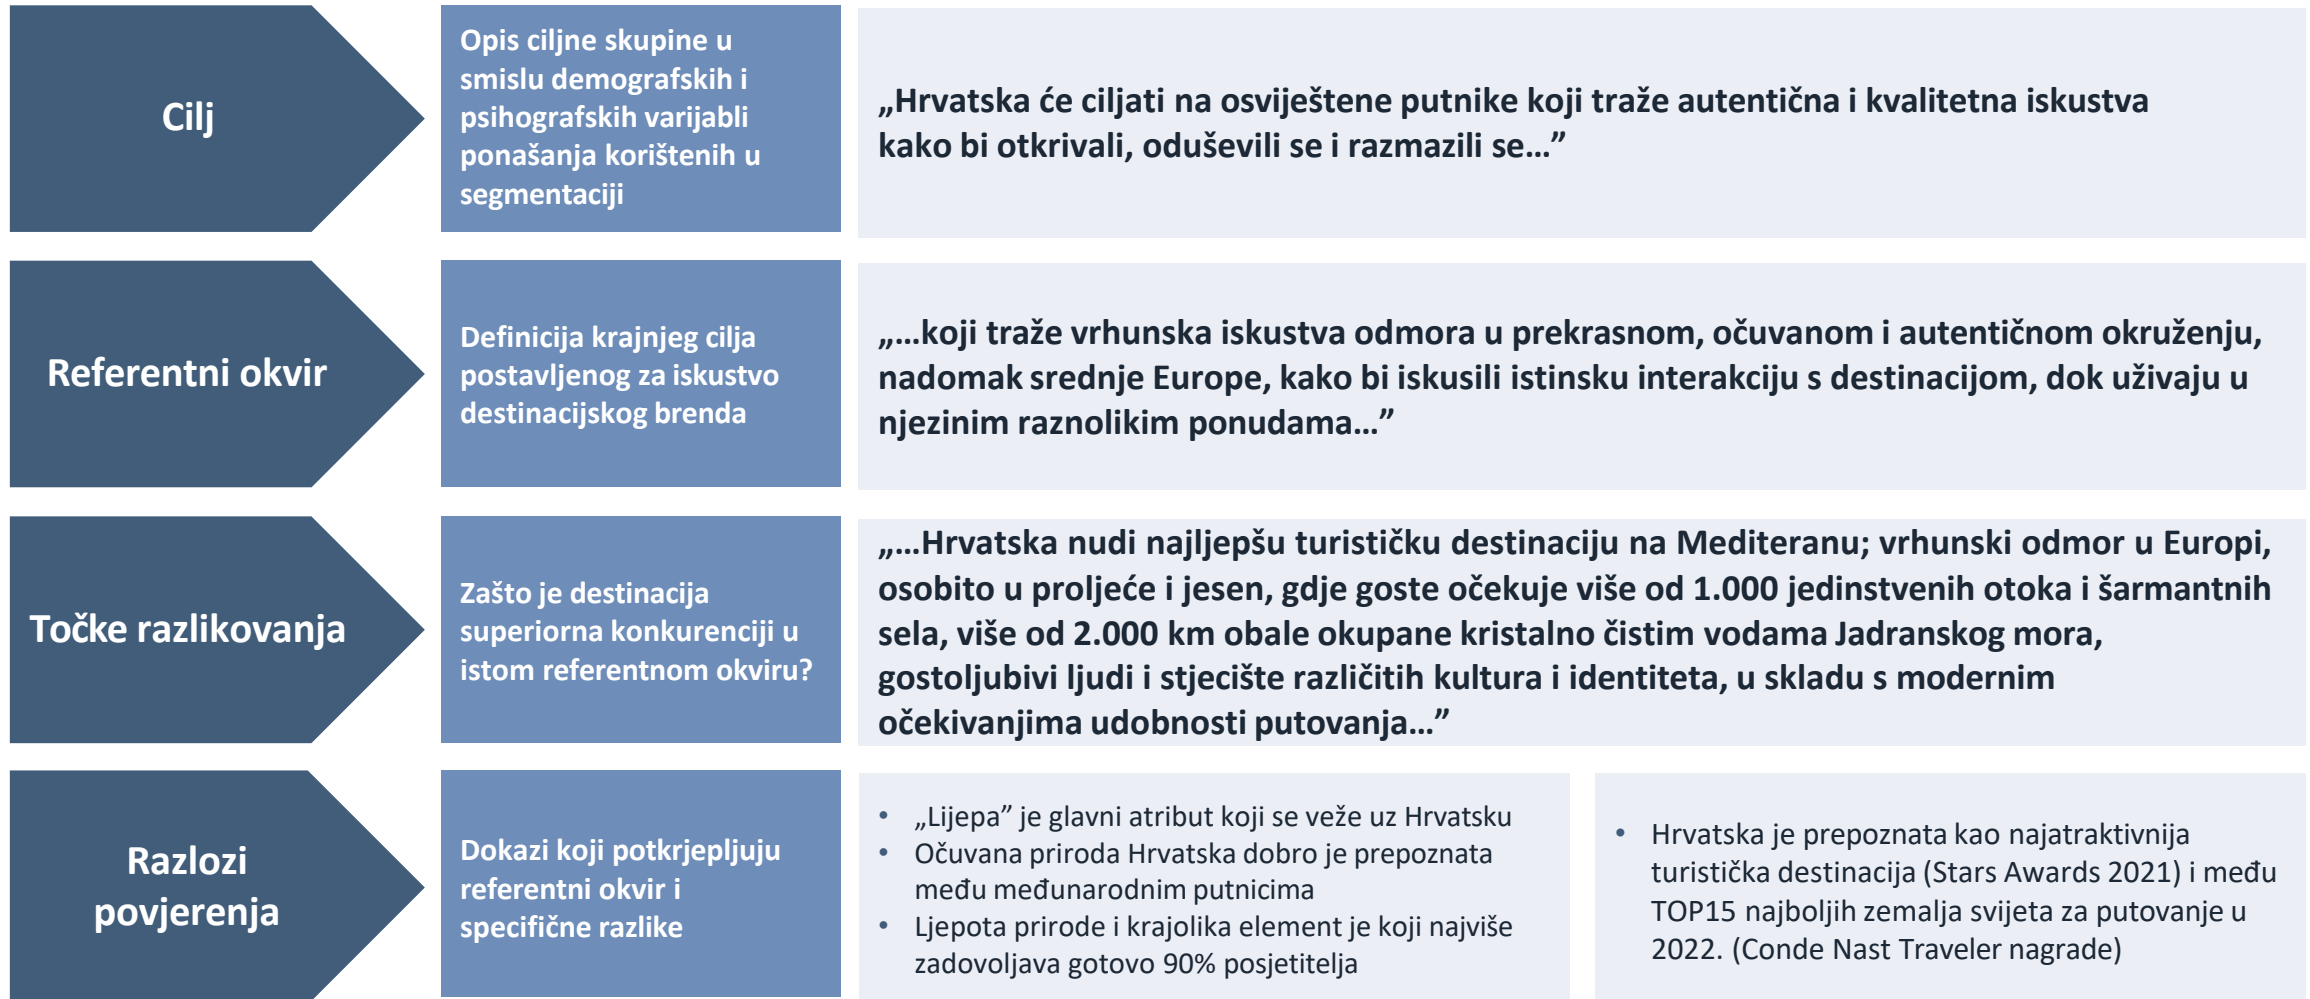 Cilj
Opis ciljne skupine u
smislu demografskih i
psihografskih varijabli
ponašanja korištenih u
segmentaciji
„Hrvatska će ciljati na osviještene putnike koji traže autentična i kvalitetna iskustva
kako bi otkrivali, oduševili se i razmazili se…”
Referentni okvir
Definicija krajnjeg cilja
postavljenog za iskustvo
destinacijskog brenda
„…koji traže vrhunska iskustva odmora u prekrasnom, očuvanom i autentičnom okruženju,
nadomak srednje Europe, kako bi iskusili istinsku interakciju s destinacijom, dok uživaju u
njezinim raznolikim ponudama…”
Točke razlikovanja
Zašto je destinacija
superiorna konkurenciji u
istom referentnom okviru?
„…Hrvatska nudi najljepšu turističku destinaciju na Mediteranu; vrhunski odmor u Europi,
osobito u proljeće i jesen, gdje goste očekuje više od 1.000 jedinstvenih otoka i šarmantnih
sela, više od 2.000 km obale okupane kristalno čistim vodama Jadranskog mora,
gostoljubivi ljudi i stjecište različitih kultura i identiteta, u skladu s modernim
očekivanjima udobnosti putovanja…”
Razlozi
povjerenja
Dokazi koji potkrjepljuju
referentni okvir i
specifične razlike
• „Lijepa” je glavni atribut koji se veže uz Hrvatsku
• Očuvana priroda Hrvatska dobro je prepoznata
među međunarodnim putnicima
• Ljepota prirode i krajolika element je koji najviše
zadovoljava gotovo 90% posjetitelja
• Hrvatska je prepoznata kao najatraktivnija
turistička destinacija (Stars Awards 2021) i među
TOP15 najboljih zemalja svijeta za putovanje u
2022. (Conde Nast Traveler nagrade)